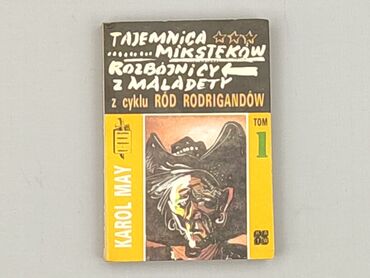 TAJEMNICA
MIKSTEKÓW
ROZBÓJNICY
Z MALADETY
z cyklu RÓD RODRIGANDÓW
TOM
1
KAROL MAY